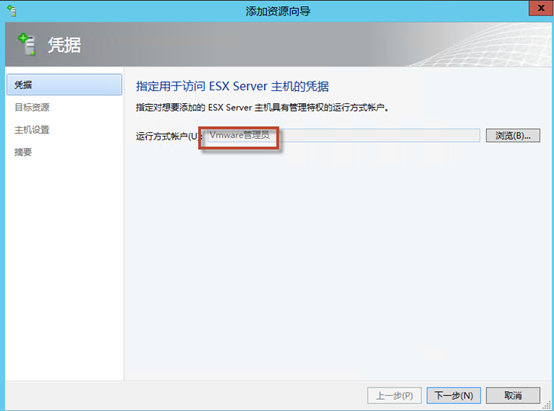 添加资源向导
x
凭据
凭据
目标资源
主机设置
摘要
指定用于访问 ESX Server 主机的凭据
指定对想要添加的 ESX Server 主机具有管理特权的运行方式帐户。
运行方式帐户(U): Vmware管理员 浏览(B)...
上一步(P) 下一步(N) 取消